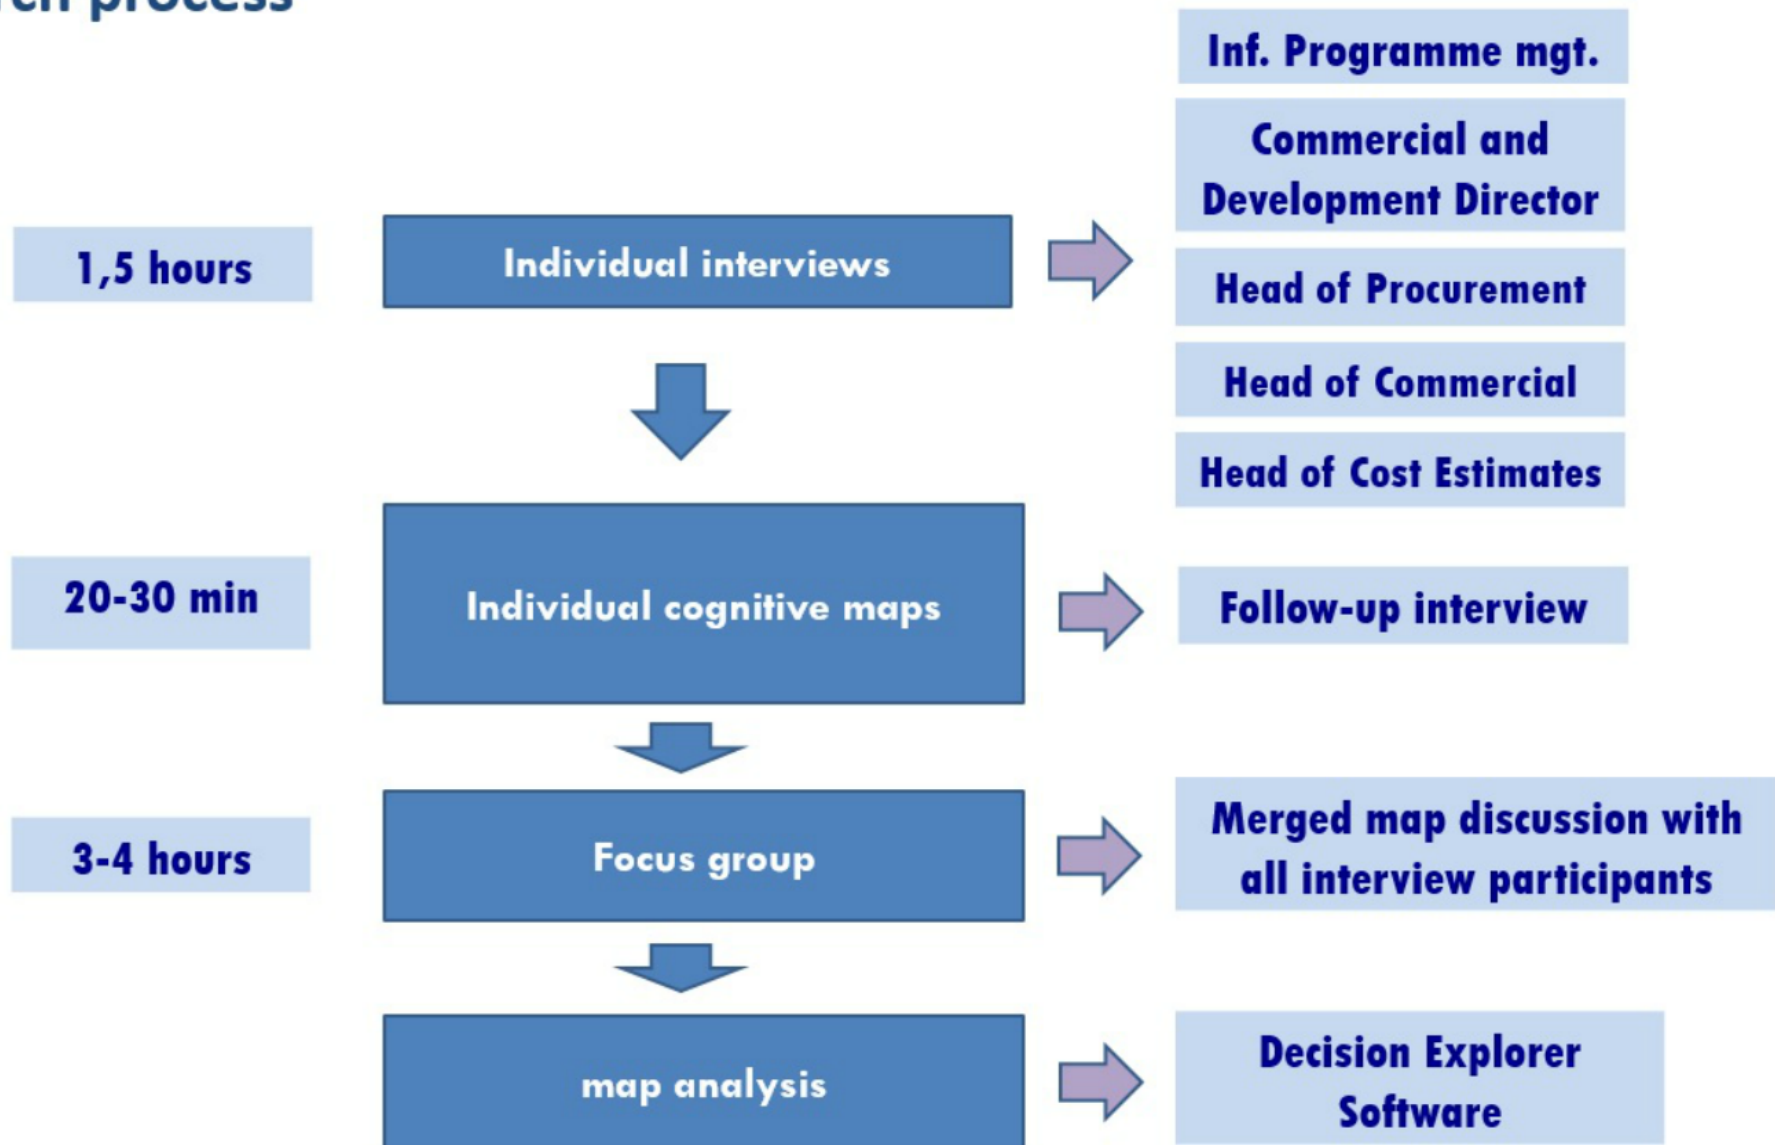 process
Inf. Programme mgt.
Commercial and
Development Director
1,5 hours
Individual interviews
Head of Procurement
Head of Commercial
Head of Cost Estimates
20-30 min
Individual cognitive maps
Follow-up interview
3-4 hours
Focus group
Merged map discussion with
all interview participants
map analysis
Decision Explorer
Software